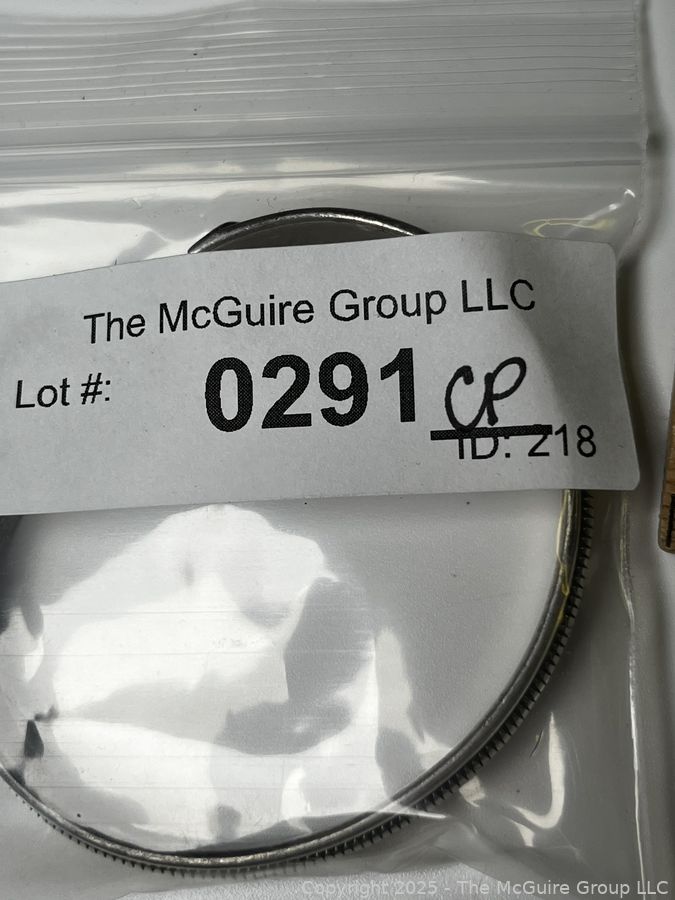 The McGuire Group LLC
Lot #: 0291 CP
ID: 218
Copyright 2025 - The McGuire Group LLC